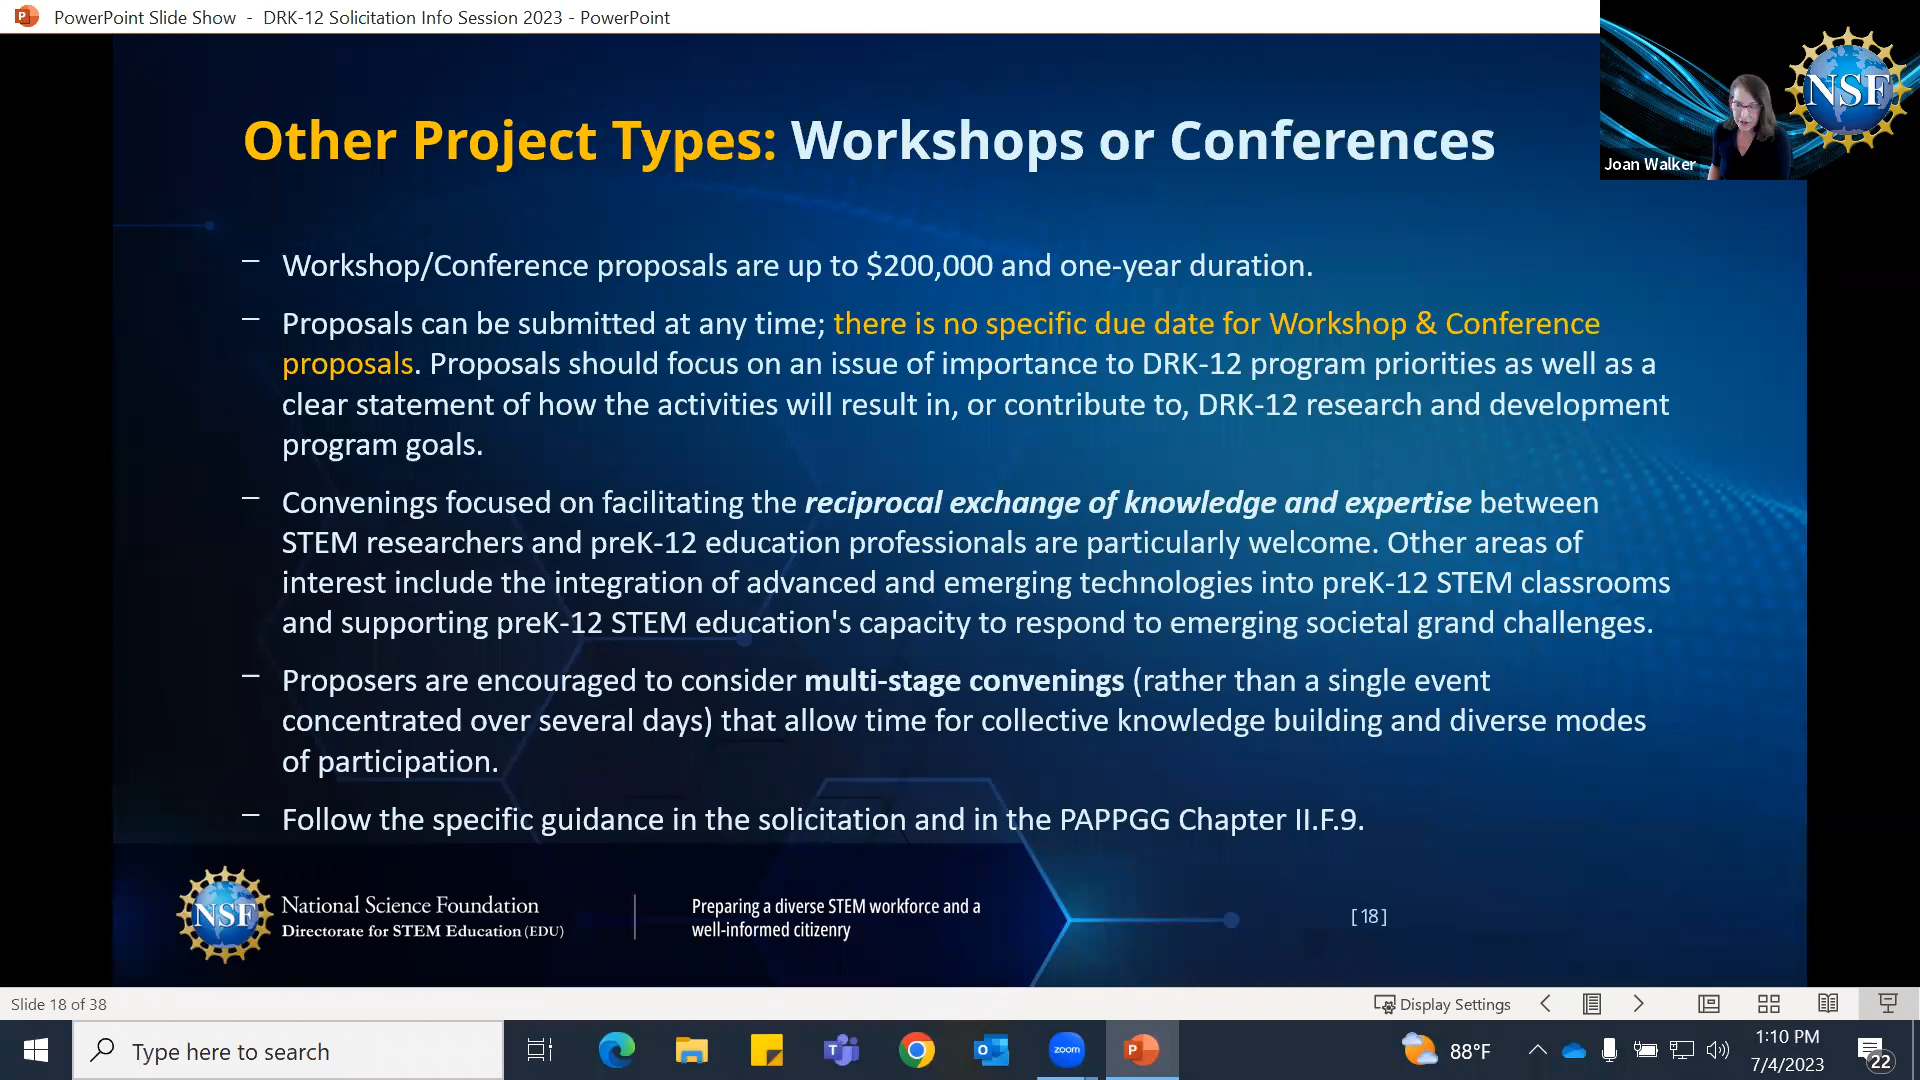 PowerPoint Slide Show - DRK-12 Solicitation Info Session 2023 - PowerPoint
NSF
Joan Walker
Other Project Types: Workshops or Conferences
– Workshop/Conference proposals are up to $200,000 and one-year duration.
– Proposals can be submitted at any time; there is no specific due date for Workshop & Conference
proposals. Proposals should focus on an issue of importance to DRK-12 program priorities as well as a
clear statement of how the activities will result in, or contribute to, DRK-12 research and development
program goals.
– Convenings focused on facilitating the reciprocal exchange of knowledge and expertise between
STEM researchers and preK-12 education professionals are particularly welcome. Other areas of
interest include the integration of advanced and emerging technologies into preK-12 STEM classrooms
and supporting preK-12 STEM education's capacity to respond to emerging societal grand challenges.
– Proposers are encouraged to consider multi-stage convenings (rather than a single event
concentrated over several days) that allow time for collective knowledge building and diverse modes
of participation.
– Follow the specific guidance in the solicitation and in the PAPPGG Chapter II.F.9.
NSF
National Science Foundation
Directorate for STEM Education (EDU)
Preparing a diverse STEM workforce and a
well-informed citizenry
[ 18 ]
Slide 18 of 38
Display Settings
Type here to search
zoom
88°F
1:10 PM
7/4/2023
22